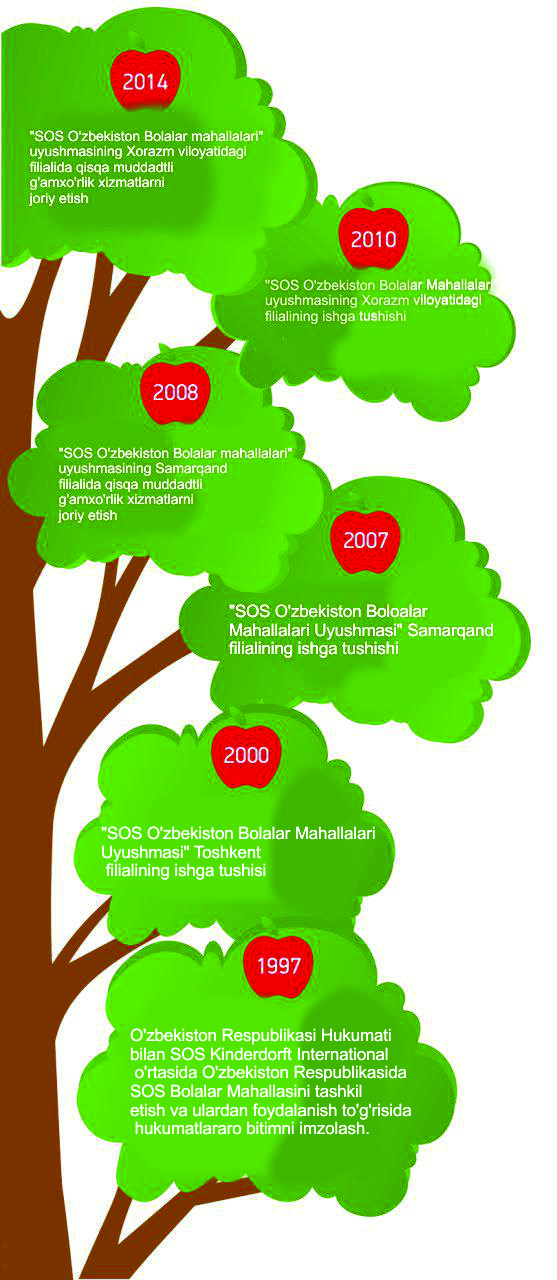 2014
"SOS O'zbekiston Bolalar mahallalari"
uyushmasining Xorazm viloyatidagi
filialida qisqa muddadtli
g'amxo'rlik xizmatlarni
joriy etish
2010
"SOS O'zbekiston Bolalar Mahallalar
uyushmasining Xorazm viloyatidagi
filialining ishga tushishi
2008
"SOS O'zbekiston Bolalar mahallalari"
uyushmasining Samarqand
filialida qisqa muddadtli
g'amxo'rlik xizmatlarni
joriy etish
2007
"SOS O'zbekiston Boloalar
Mahallalari Uyushmasi" Samarqand
filialining ishga tushishi
2000
"SOS O'zbekiston Bolalar Mahallalari
Uyushmasi" Toshkent
filialining ishga tushisi
1997
O'zbekiston Respublikasi Hukumati
bilan SOS Kinderdorft International
o'rtasida O'zbekiston Respublikasida
SOS Bolalar Mahallasini tashkil
etish va ulardan foydalanish to'g'risida
hukumatlararo bitimni imzolash.